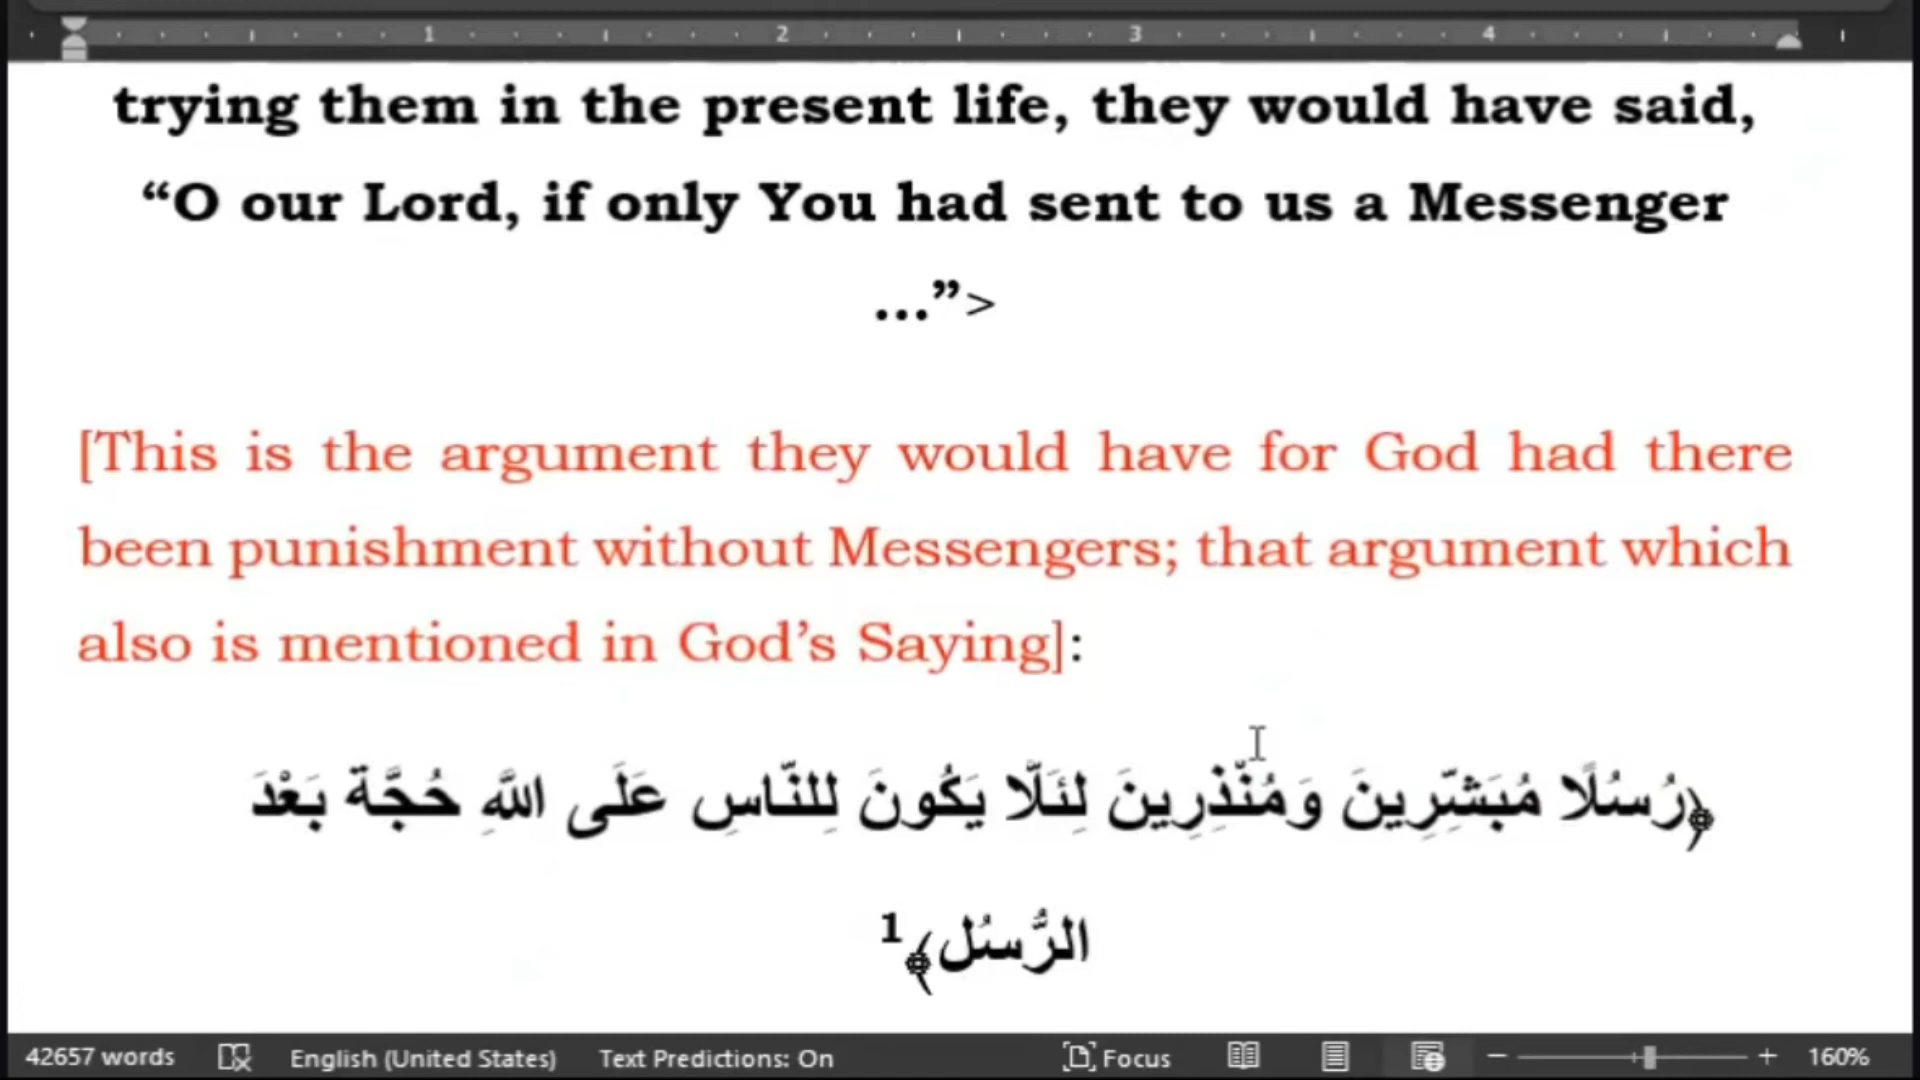 1 2 3 4
trying them in the present life, they would have said,
“O our Lord, if only You had sent to us a Messenger
…”>
[This is the argument they would have for God had there
been punishment without Messengers; that argument which
also is mentioned in God’s Saying]:
﴿رُسُلًا مُبَشِّرِينَ وَمُنْذِرِينَ لِئَلَّا يَكُونَ لِلنَّاسِ عَلَى اللَّهِ حُجَّة بَعْدَ
الرُّسُل﴾1
42657 words English (United States) Text Predictions: On Focus 160%